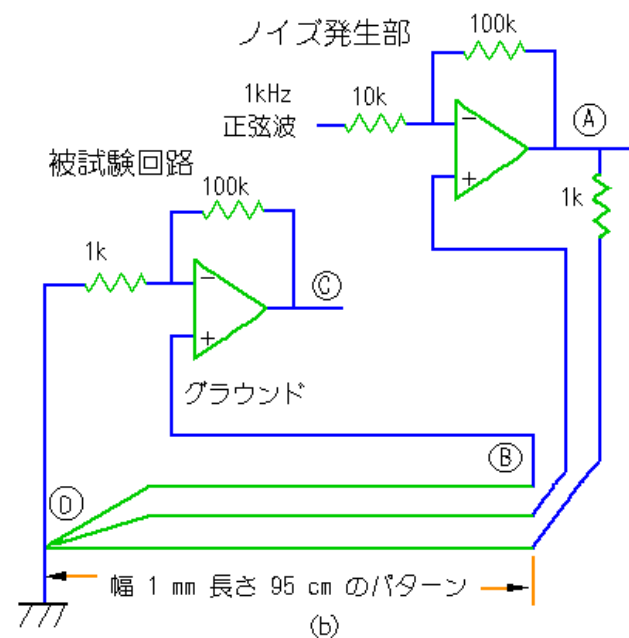 ノイズ発生部
100k
1kHz
正弦波
10k
A
1k
被試験回路
100k
1k
C
グラウンド
B
D
幅 1 mm 長さ 95 cm のパターン
(b)